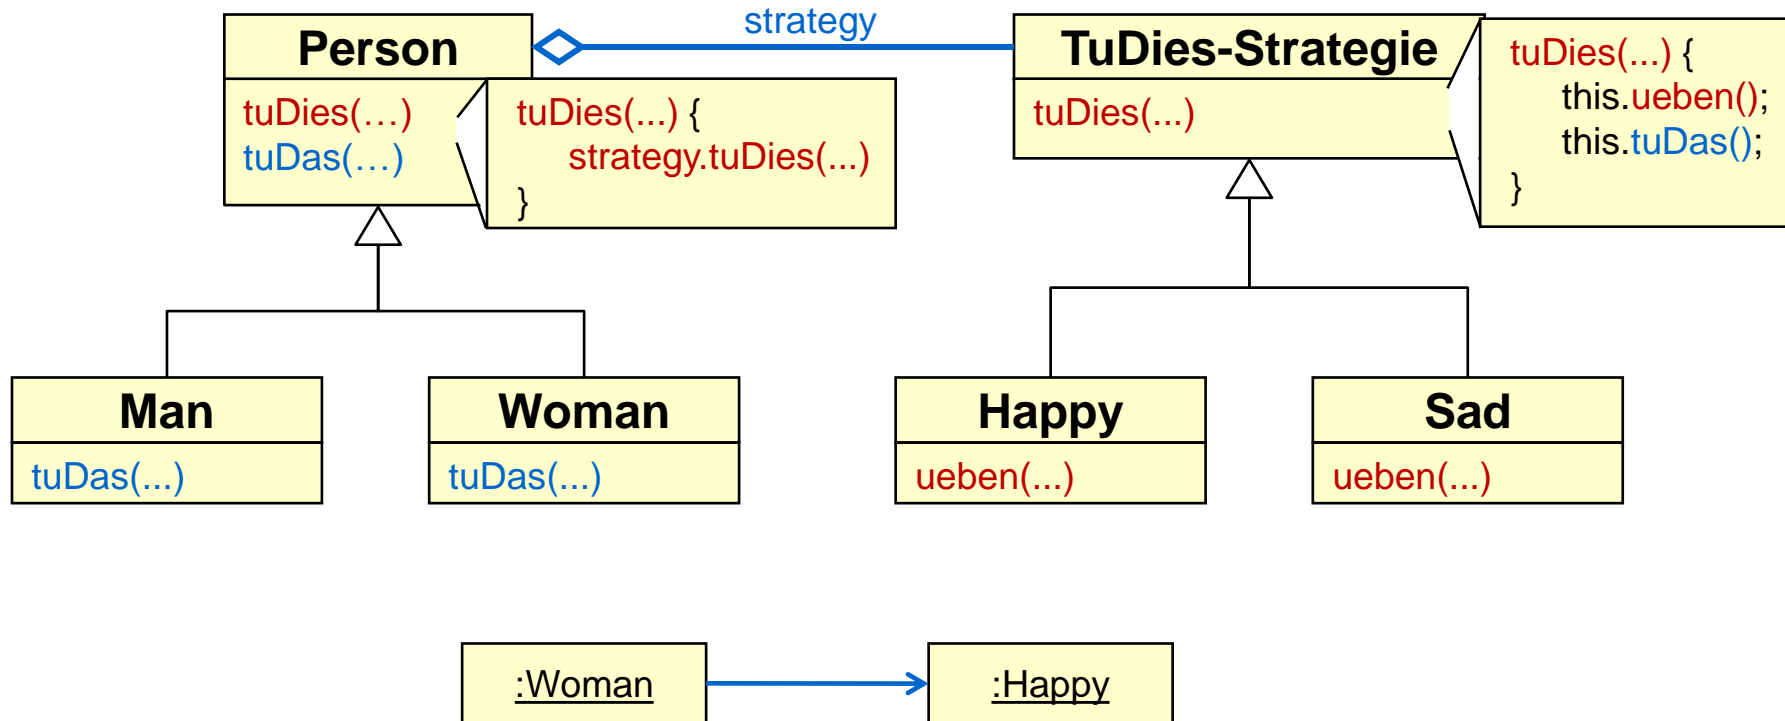 strategy
Person
tuDies(…)
tuDas(…)
tuDies(...) {
strategy.tuDies(...)
}
TuDies-Strategie
tuDies(...)
tuDies(...) {
this.ueben();
this.tuDas();
}
Man
tuDas(...)
Woman
tuDas(...)
Happy
ueben(...)
Sad
ueben(...)
:Woman
:Happy